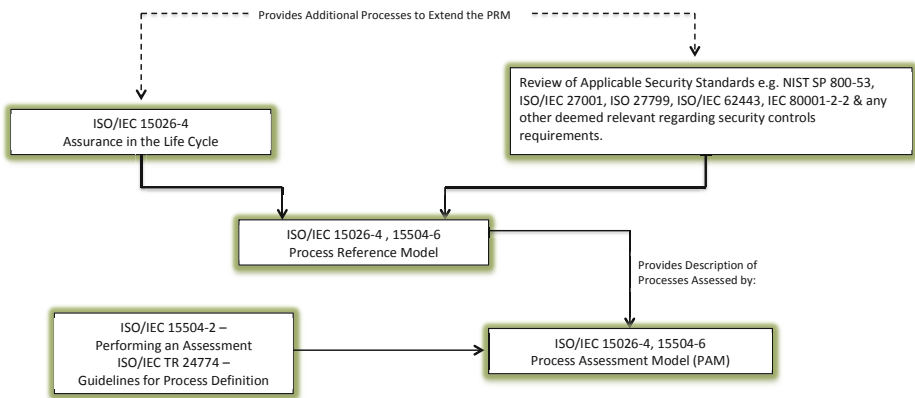 Provides Additional Processes to Extend the PRM
Review of Applicable Security Standards e.g. NIST SP 800-53,
ISO/IEC 27001, ISO 27799, ISO/IEC 62443, IEC 80001-2-2 & any
other deemed relevant regarding security controls
requirements.
ISO/IEC 15026-4
Assurance in the Life Cycle
ISO/IEC 15026-4 , 15504-6
Process Reference Model
Provides Description of
Processes Assessed by:
ISO/IEC 15504-2 –
Performing an Assessment
ISO/IEC TR 24774 –
Guidelines for Process Definition
ISO/IEC 15026-4, 15504-6
Process Assessment Model (PAM)